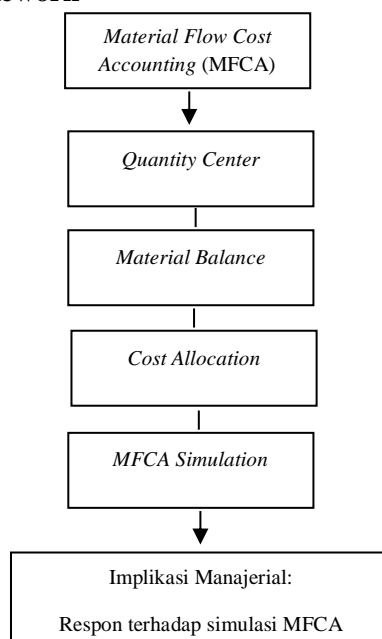 Material Flow Cost
Accounting (MFCA)
Quantity Center
Material Balance
Cost Allocation
MFCA Simulation
Implikasi Manajerial:
Respon terhadap simulasi MFCA